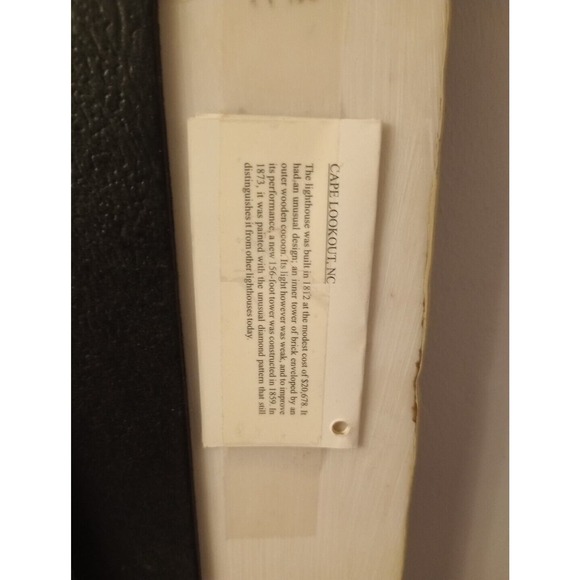 CAPE LOOKOUT, NC
The lighthouse was built in 1812 at the modest cost of $20,678. It
had an unusual design; an inner tower of brick enveloped by an
outer wooden cocoon. Its light however was weak, and to improve
its performance, a new 156-foot tower was constructed in 1859. In
1873, it was painted with the unusual diamond pattern that still
distinguishes it from other lighthouses today.